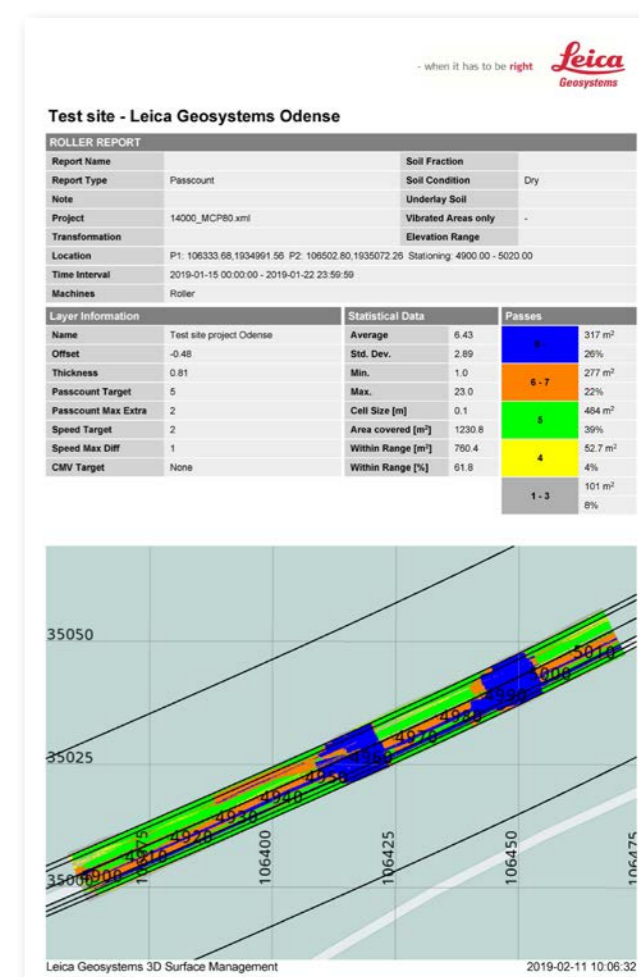 - when it has to be right
Leica
Geosystems
Test site - Leica Geosystems Odense
ROLLER REPORT
Report Name Soil Fraction
Report Type Passcount Soil Condition Dry
Note Underlay Soil
Project 14000_MCP80.xml Vibrated Areas only -
Transformation Elevation Range
Location P1: 106333.68,1934991.56 P2: 106502.80,1935072.26 Stationing: 4900.00 - 5020.00
Time Interval 2019-01-15 00:00:00 - 2019-01-22 23:59:59
Machines Roller
Layer Information Statistical Data Passes
Name Test site project Odense Average 6.43 317 m²
Offset -0.48 Std. Dev. 2.89 26%
Thickness 0.81 Min. 1.0 6 - 7 277 m²
Passcount Target 5 Max. 23.0 22%
Passcount Max Extra 2 Cell Size [m] 0.1 5 484 m²
Speed Target 2 Area covered [m²] 1230.8 39%
Speed Max Diff 1 Within Range [m²] 760.4 4 52.7 m²
CMV Target None Within Range [%] 61.8 4%
1 - 3 101 m²
8%
35050
5010
5000
4990
4980
4970
35025
4960
4950
4940
4930
4920
4910
4900
106400
106425
106450
106475
Leica Geosystems 3D Surface Management 2019-02-11 10:06:32